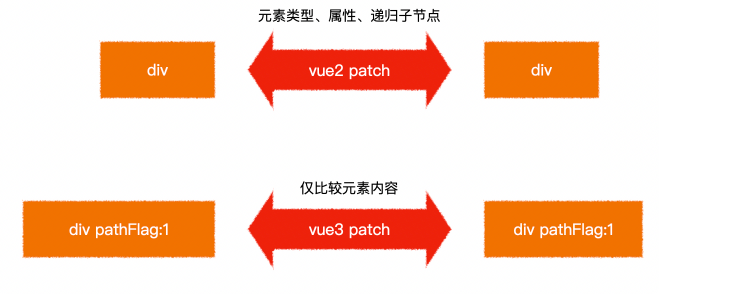 元素类型、属性、递归子节点
div
vue2 patch
div
仅比较元素内容
div pathFlag:1
vue3 patch
div pathFlag:1